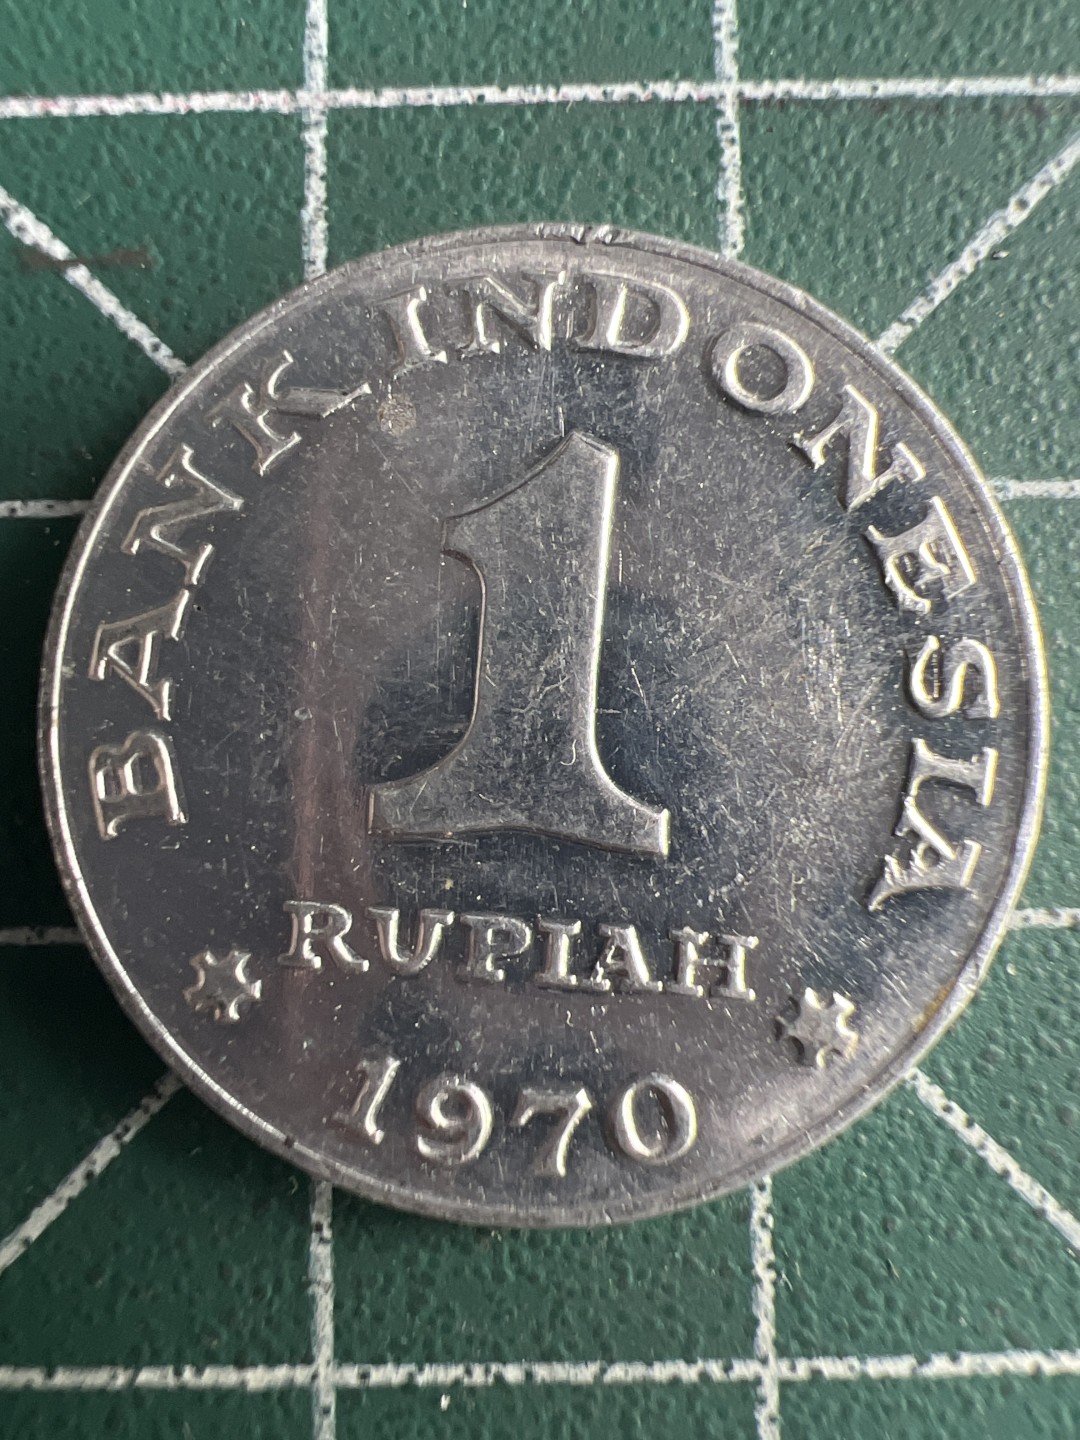 BANK INDONESIA
1
RUPIAH
1970